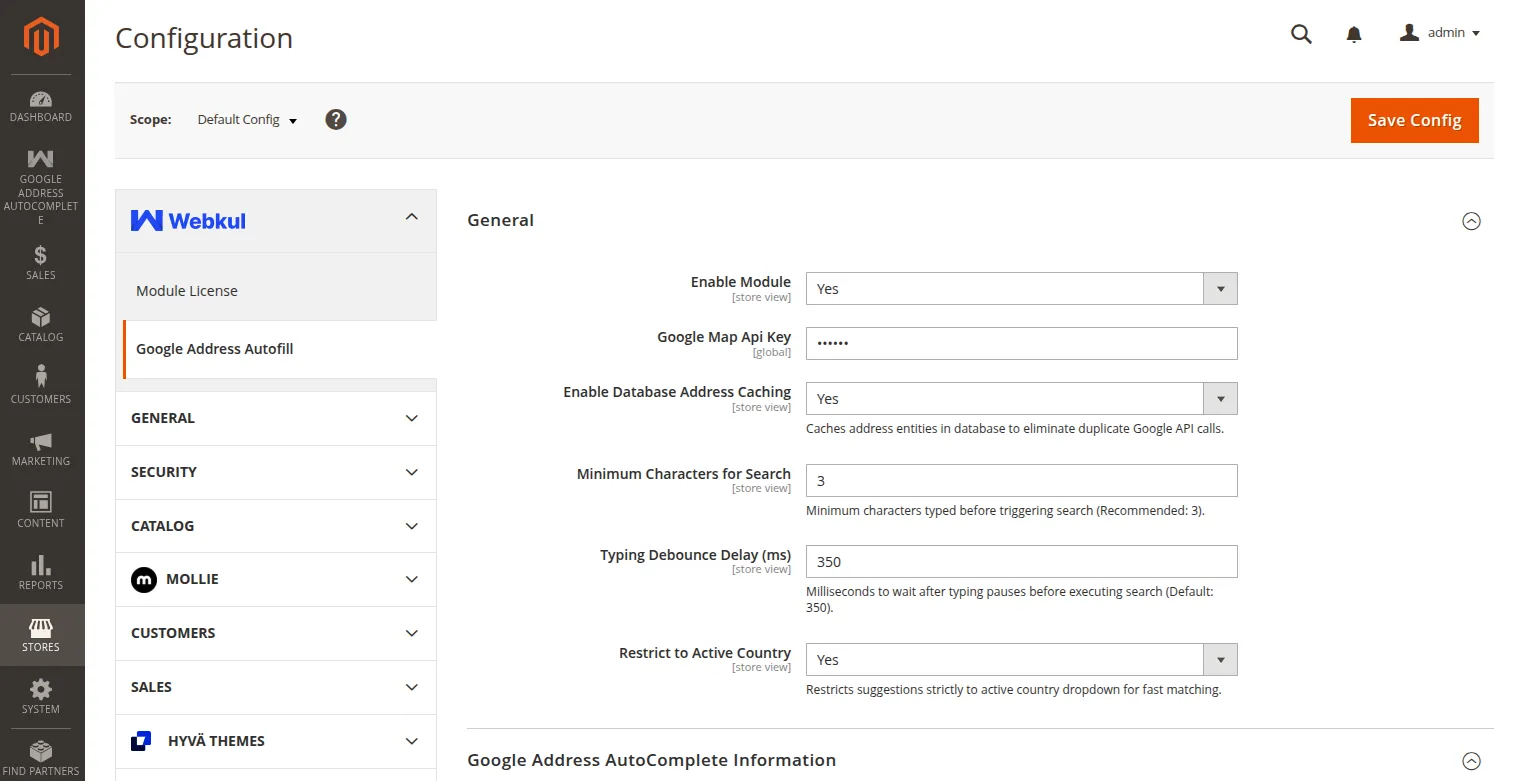 Configuration
admin
Scope:
Default Config
?
Save Config
DASHBOARD
GOOGLE
ADDRESS
AUTOCOMPLET
E
SALES
CATALOG
CUSTOMERS
MARKETING
CONTENT
REPORTS
STORES
SYSTEM
FIND PARTNERS
Webkul
Module License
Google Address Autofill
GENERAL
SECURITY
CATALOG
MOLLIE
CUSTOMERS
SALES
HYVÄ THEMES
General
Enable Module
[store view]
Yes
Google Map Api Key
[global]
••••••
Enable Database Address Caching
[store view]
Yes
Caches address entities in database to eliminate duplicate Google API calls.
Minimum Characters for Search
[store view]
3
Minimum characters typed before triggering search (Recommended: 3).
Typing Debounce Delay (ms)
[store view]
350
Milliseconds to wait after typing pauses before executing search (Default:
350).
Restrict to Active Country
[store view]
Yes
Restricts suggestions strictly to active country dropdown for fast matching.
Google Address AutoComplete Information